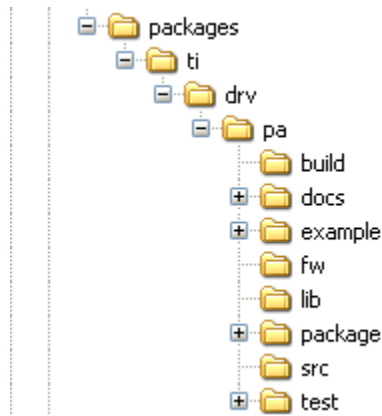 packages
ti
drv
pa
build
docs
example
fw
lib
package
src
test